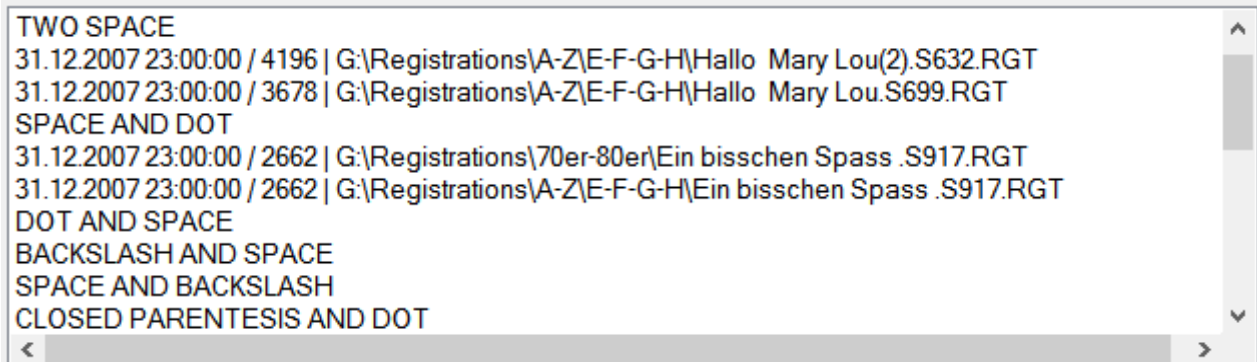 TWO SPACE
31.12.2007 23:00:00 / 4196 | G:\Registrations\A-Z\E-F-G-H\Hallo  Mary Lou(2).S632.RGT
31.12.2007 23:00:00 / 3678 | G:\Registrations\A-Z\E-F-G-H\Hallo  Mary Lou.S699.RGT
SPACE AND DOT
31.12.2007 23:00:00 / 2662 | G:\Registrations\70er-80er\Ein bisschen Spass .S917.RGT
31.12.2007 23:00:00 / 2662 | G:\Registrations\A-Z\E-F-G-H\Ein bisschen Spass .S917.RGT
DOT AND SPACE
BACKSLASH AND SPACE
SPACE AND BACKSLASH
CLOSED PARENTESIS AND DOT